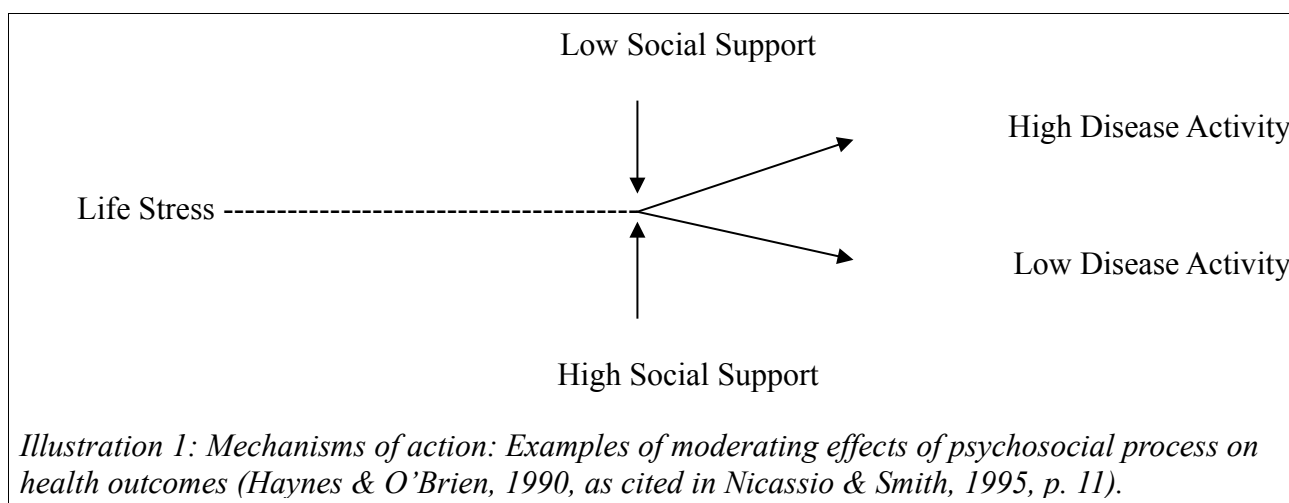 Low Social Support
High Disease Activity
Life Stress
Low Disease Activity
High Social Support
Illustration 1: Mechanisms of action: Examples of moderating effects of psychosocial process on
health outcomes (Haynes & O’Brien, 1990, as cited in Nicassio & Smith, 1995, p. 11).